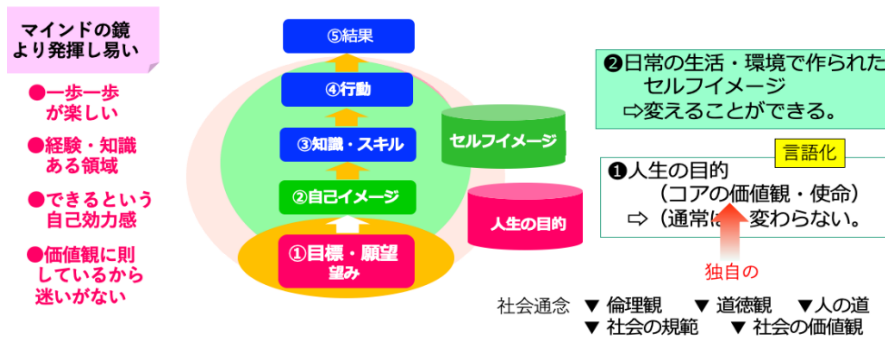 マインドの鏡
より発揮し易い
●一歩一歩
が楽しい
●経験・知識
ある領域
●できるという
自己効力感
●価値観に則
しているから
迷いがない
⑤結果
④行動
③知識・スキル
②自己イメージ
①目標・願望
望み
セルフイメージ
人生の目的
❷日常の生活・環境で作られた
セルフイメージ
⇨変えることができる。
言語化
❶人生の目的
(コアの価値観・使命)
⇨ (通常は 変わらない。
独自の
社会通念 ▼ 倫理観 ▼ 道徳観 ▼人の道
▼ 社会の規範 ▼ 社会の価値観